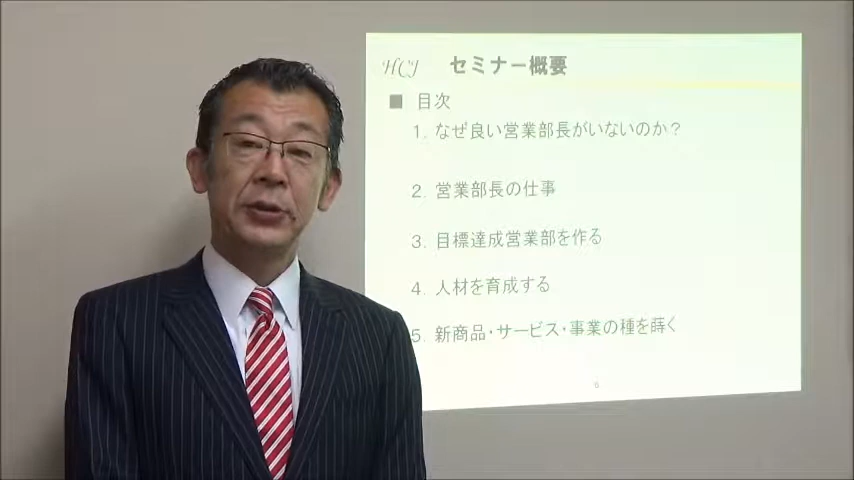 HCJ セミナー概要
■ 目次
1. なぜ良い営業部長がいないのか？
2. 営業部長の仕事
3. 目標達成営業部を作る
4. 人材を育成する
5. 新商品・サービス・事業の種を蒔く
6